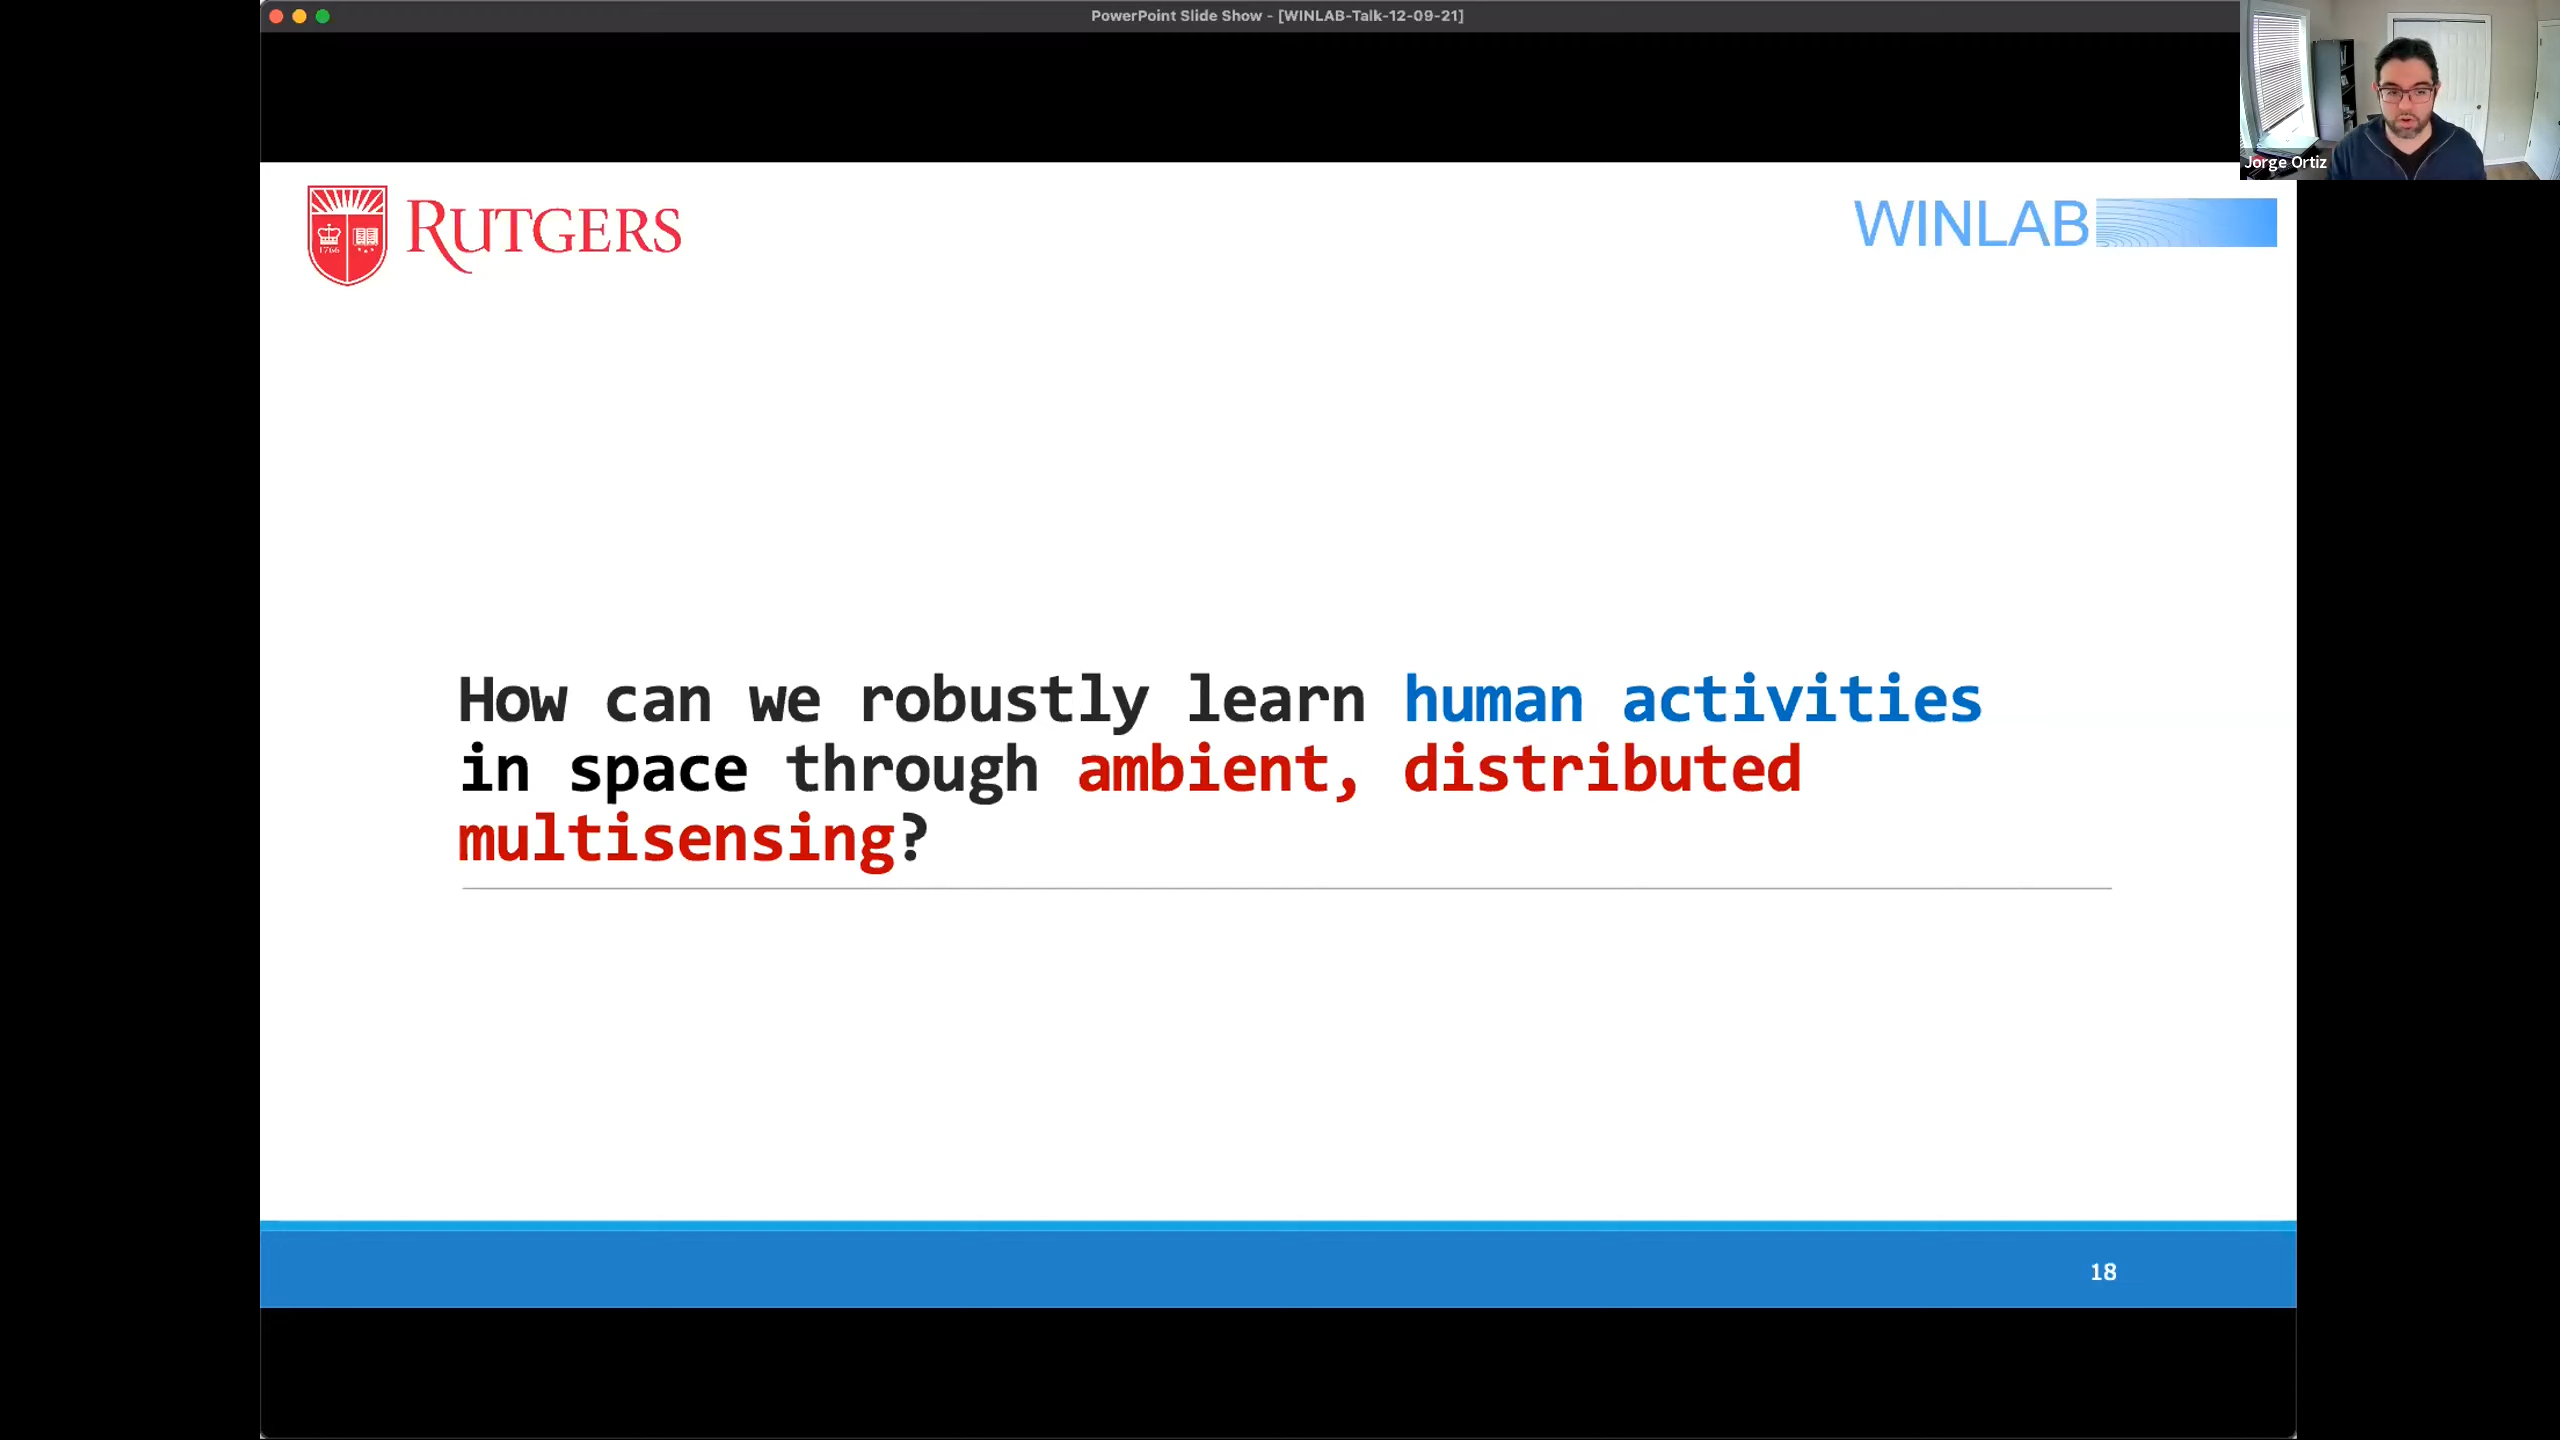 PowerPoint Slide Show - [WINLAB-Talk-12-09-21]
Jorge Ortiz
1766
RUTGERS
WINLAB
How can we robustly learn human activities
in space through ambient, distributed
multisensing?
18